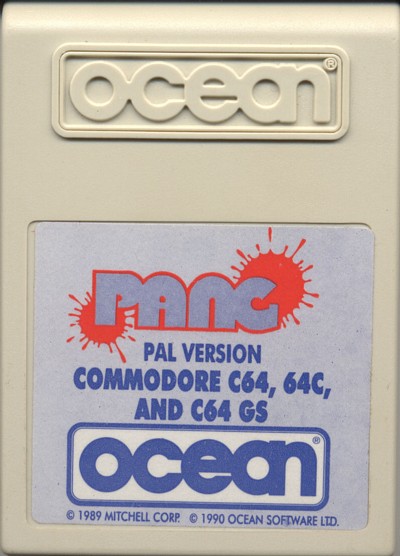 ocean®
PANG
PAL VERSION
COMMODORE C64, 64C,
AND C64 GS
ocean®
© 1989 MITCHELL CORP. © 1990 OCEAN SOFTWARE LTD.